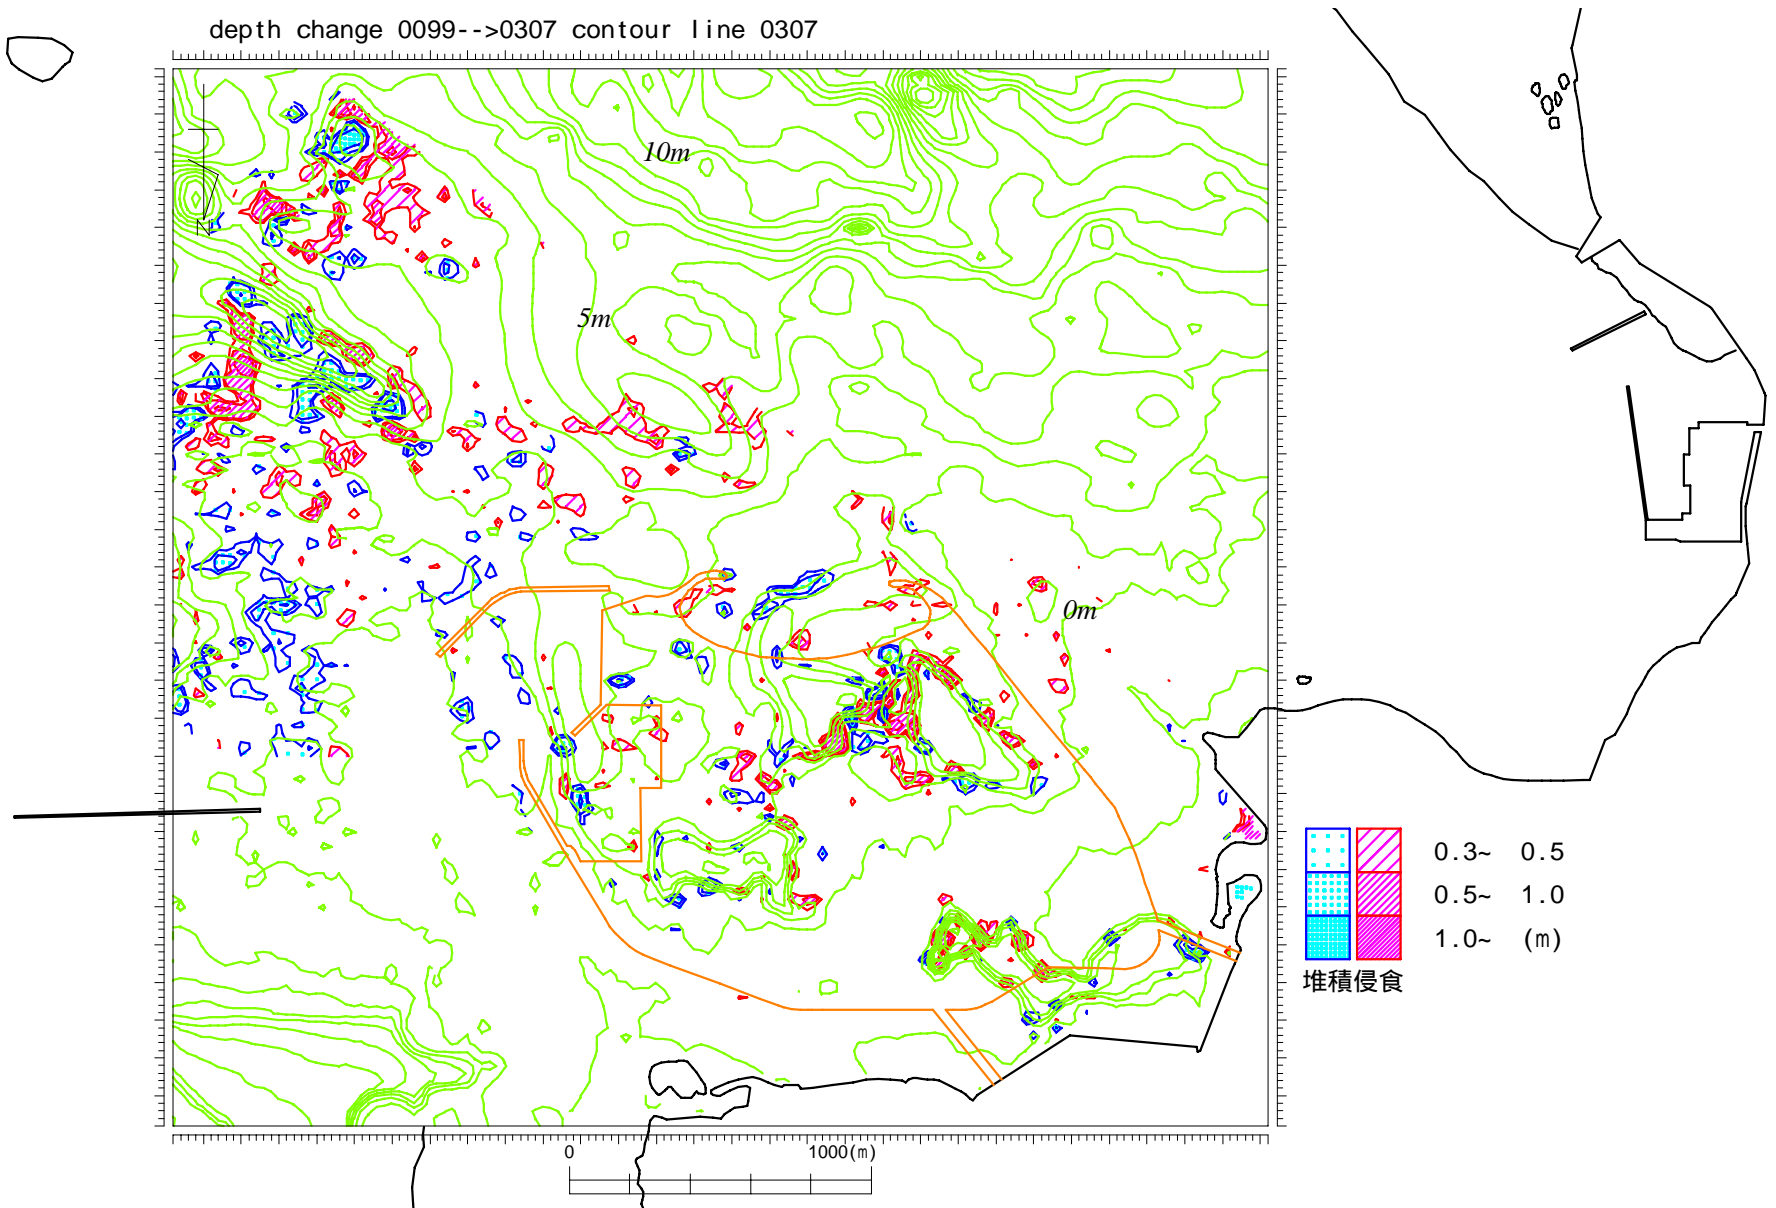 depth change 0099-->0307 contour line 0307
10m
N
5m
0m
0.3~ 0.5
0.5~ 1.0
1.0~ (m)
堆積侵食
0 1000(m)